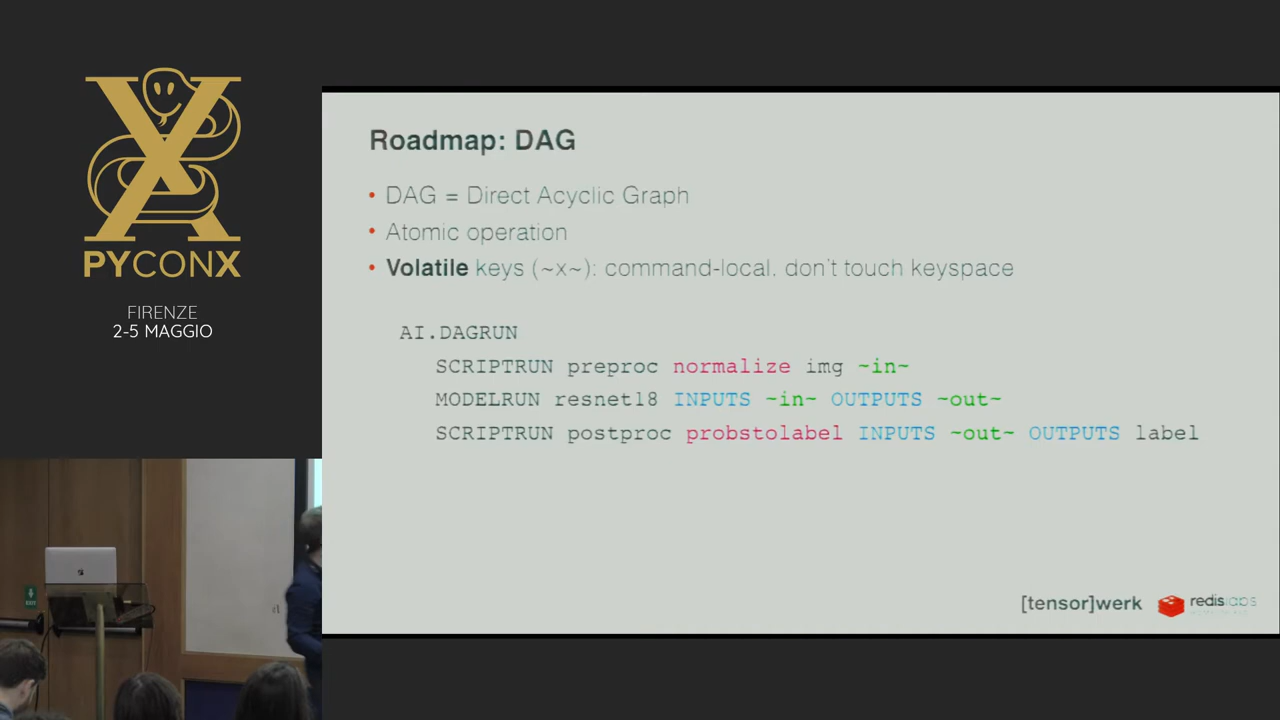 PYCONX
FIRENZE
2-5 MAGGIO
Roadmap: DAG
• DAG = Direct Acyclic Graph
• Atomic operation
• Volatile keys (~x~): command-local, don't touch keyspace
AI.DAGRUN
SCRIPTRUN preproc normalize img ~in~
MODELRUN resnet18 INPUTS ~in~ OUTPUTS ~out~
SCRIPTRUN postproc probstolabel INPUTS ~out~ OUTPUTS label
[tensor]werk
redislabs
EXIT